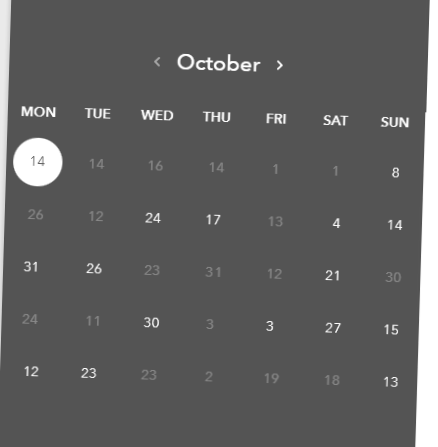 ‹ October ›
MON TUE WED THU FRI SAT SUN
14 14 16 14 1 1 8
26 12 24 17 13 4 14
31 26 23 31 12 21 30
24 11 30 3 3 27 15
12 23 23 2 19 18 13